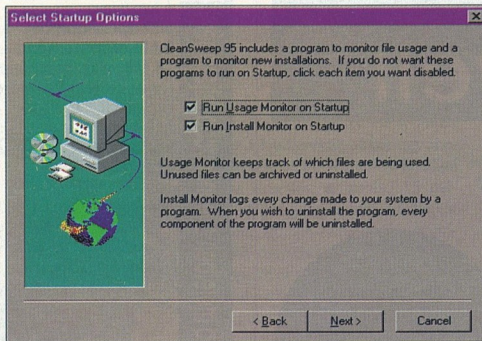 Select Startup Options
CleanSweep 95 includes a program to monitor file usage and a
program to monitor new installations. If you do not want these
programs to run on Startup, click each item you want disabled.
Run Usage Monitor on Startup
Run Install Monitor on Startup
Usage Monitor keeps track of which files are being used.
Unused files can be archived or uninstalled.
Install Monitor logs every change made to your system by a
program. When you wish to uninstall the program, every
component of the program will be uninstalled.
< Back
Next >
Cancel